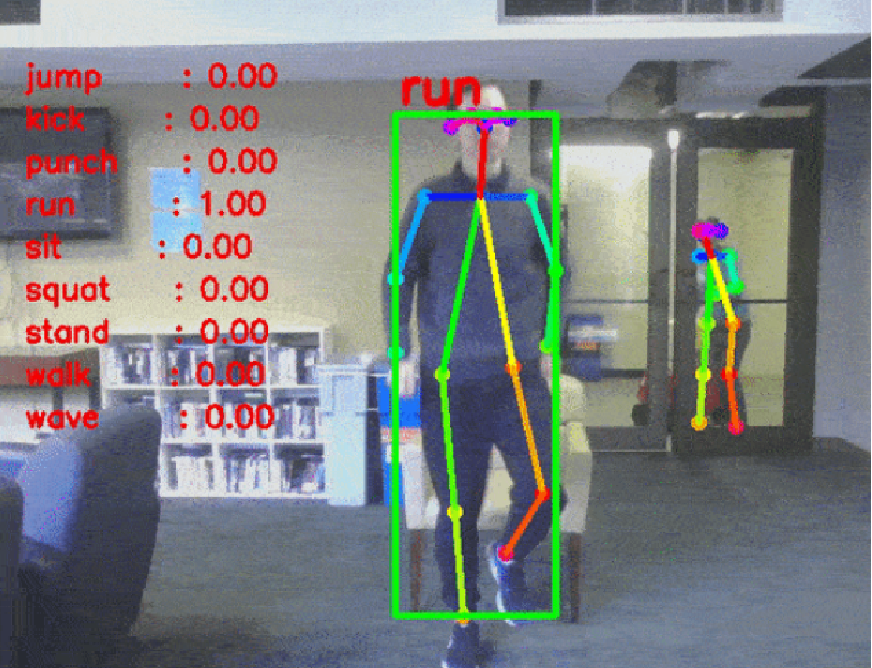 run
jump : 0.00
kick : 0.00
punch : 0.00
run : 1.00
sit : 0.00
squat : 0.00
stand : 0.00
walk : 0.00
wave : 0.00